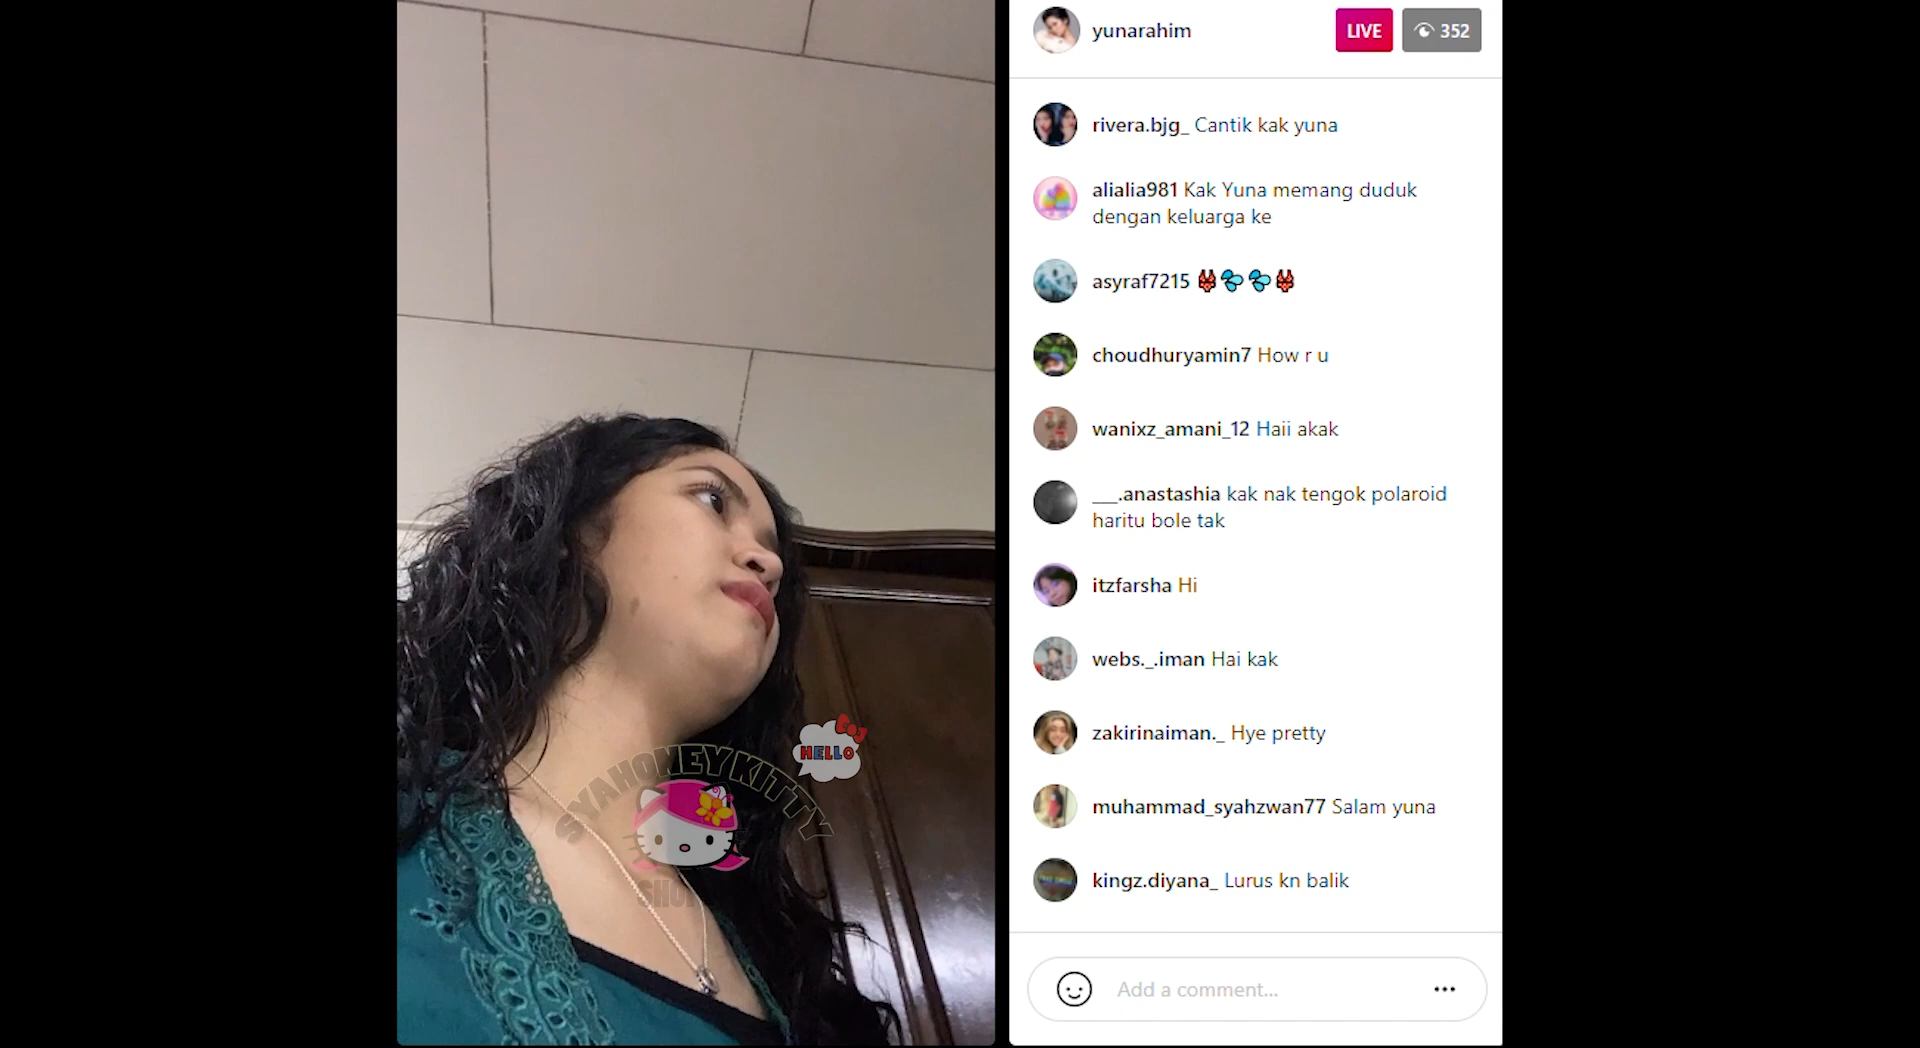 HELLO
SYAHONEYKITTY
SHOP
yunarahim
LIVE
352
rivera.bjg_ Cantik kak yuna
alialia981 Kak Yuna memang duduk
dengan keluarga ke
asyraf7215
choudhuryamin7 How r u
wanixz_amani_12 Haii akak
___.anastashia kak nak tengok polaroid
haritu bole tak
itzfarsha Hi
webs._.iman Hai kak
zakirinaiman._ Hye pretty
muhammad_syahzwan77 Salam yuna
kingz.diyana_ Lurus kn balik
Add a comment...